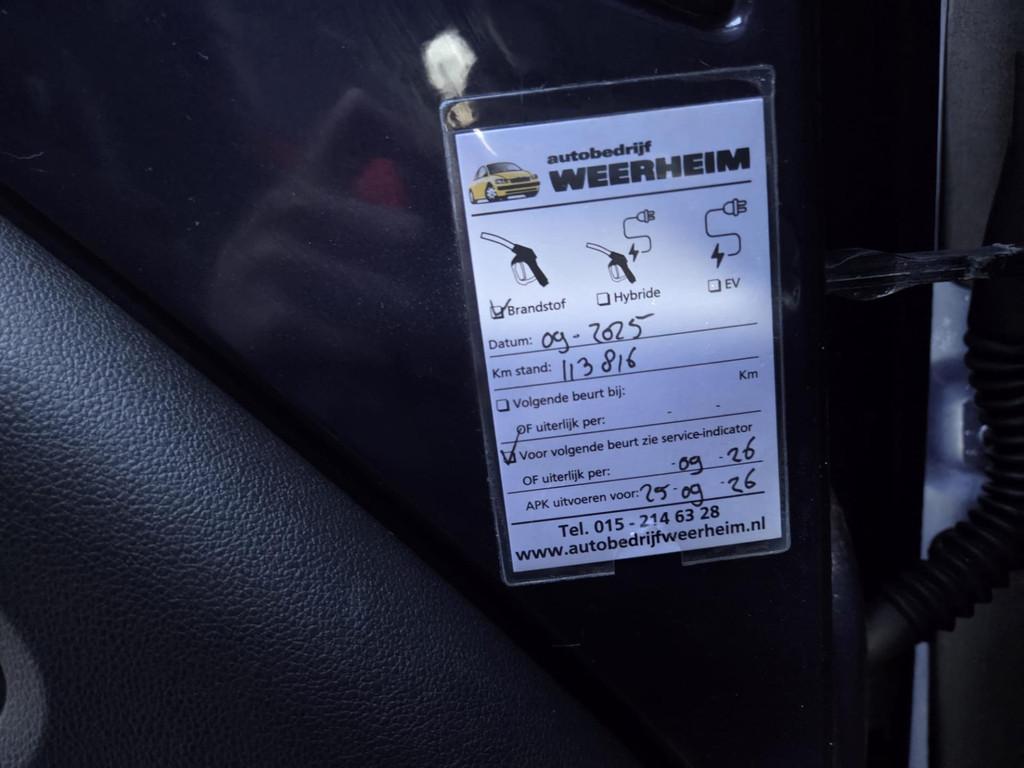 autobedrijf
WEERHEIM
Brandstof Hybride EV
Datum: 09-2025
Km stand: 113816
Volgende beurt bij: Km
OF uiterlijk per: - -
Voor volgende beurt zie service-indicator
OF uiterlijk per: -09 -26
APK uitvoeren voor: 25-09 -26
Tel. 015 - 214 63 28
www.autobedrijfweerheim.nl